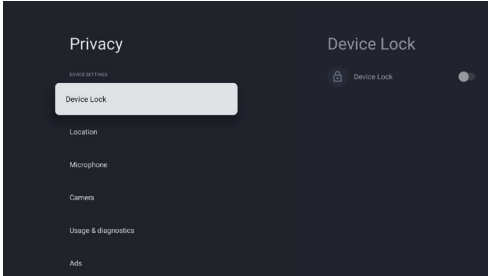 Privacy
DEVICE SETTINGS
Device Lock
Location
Microphone
Camera
Usage & diagnostics
Ads
Device Lock
Device Lock